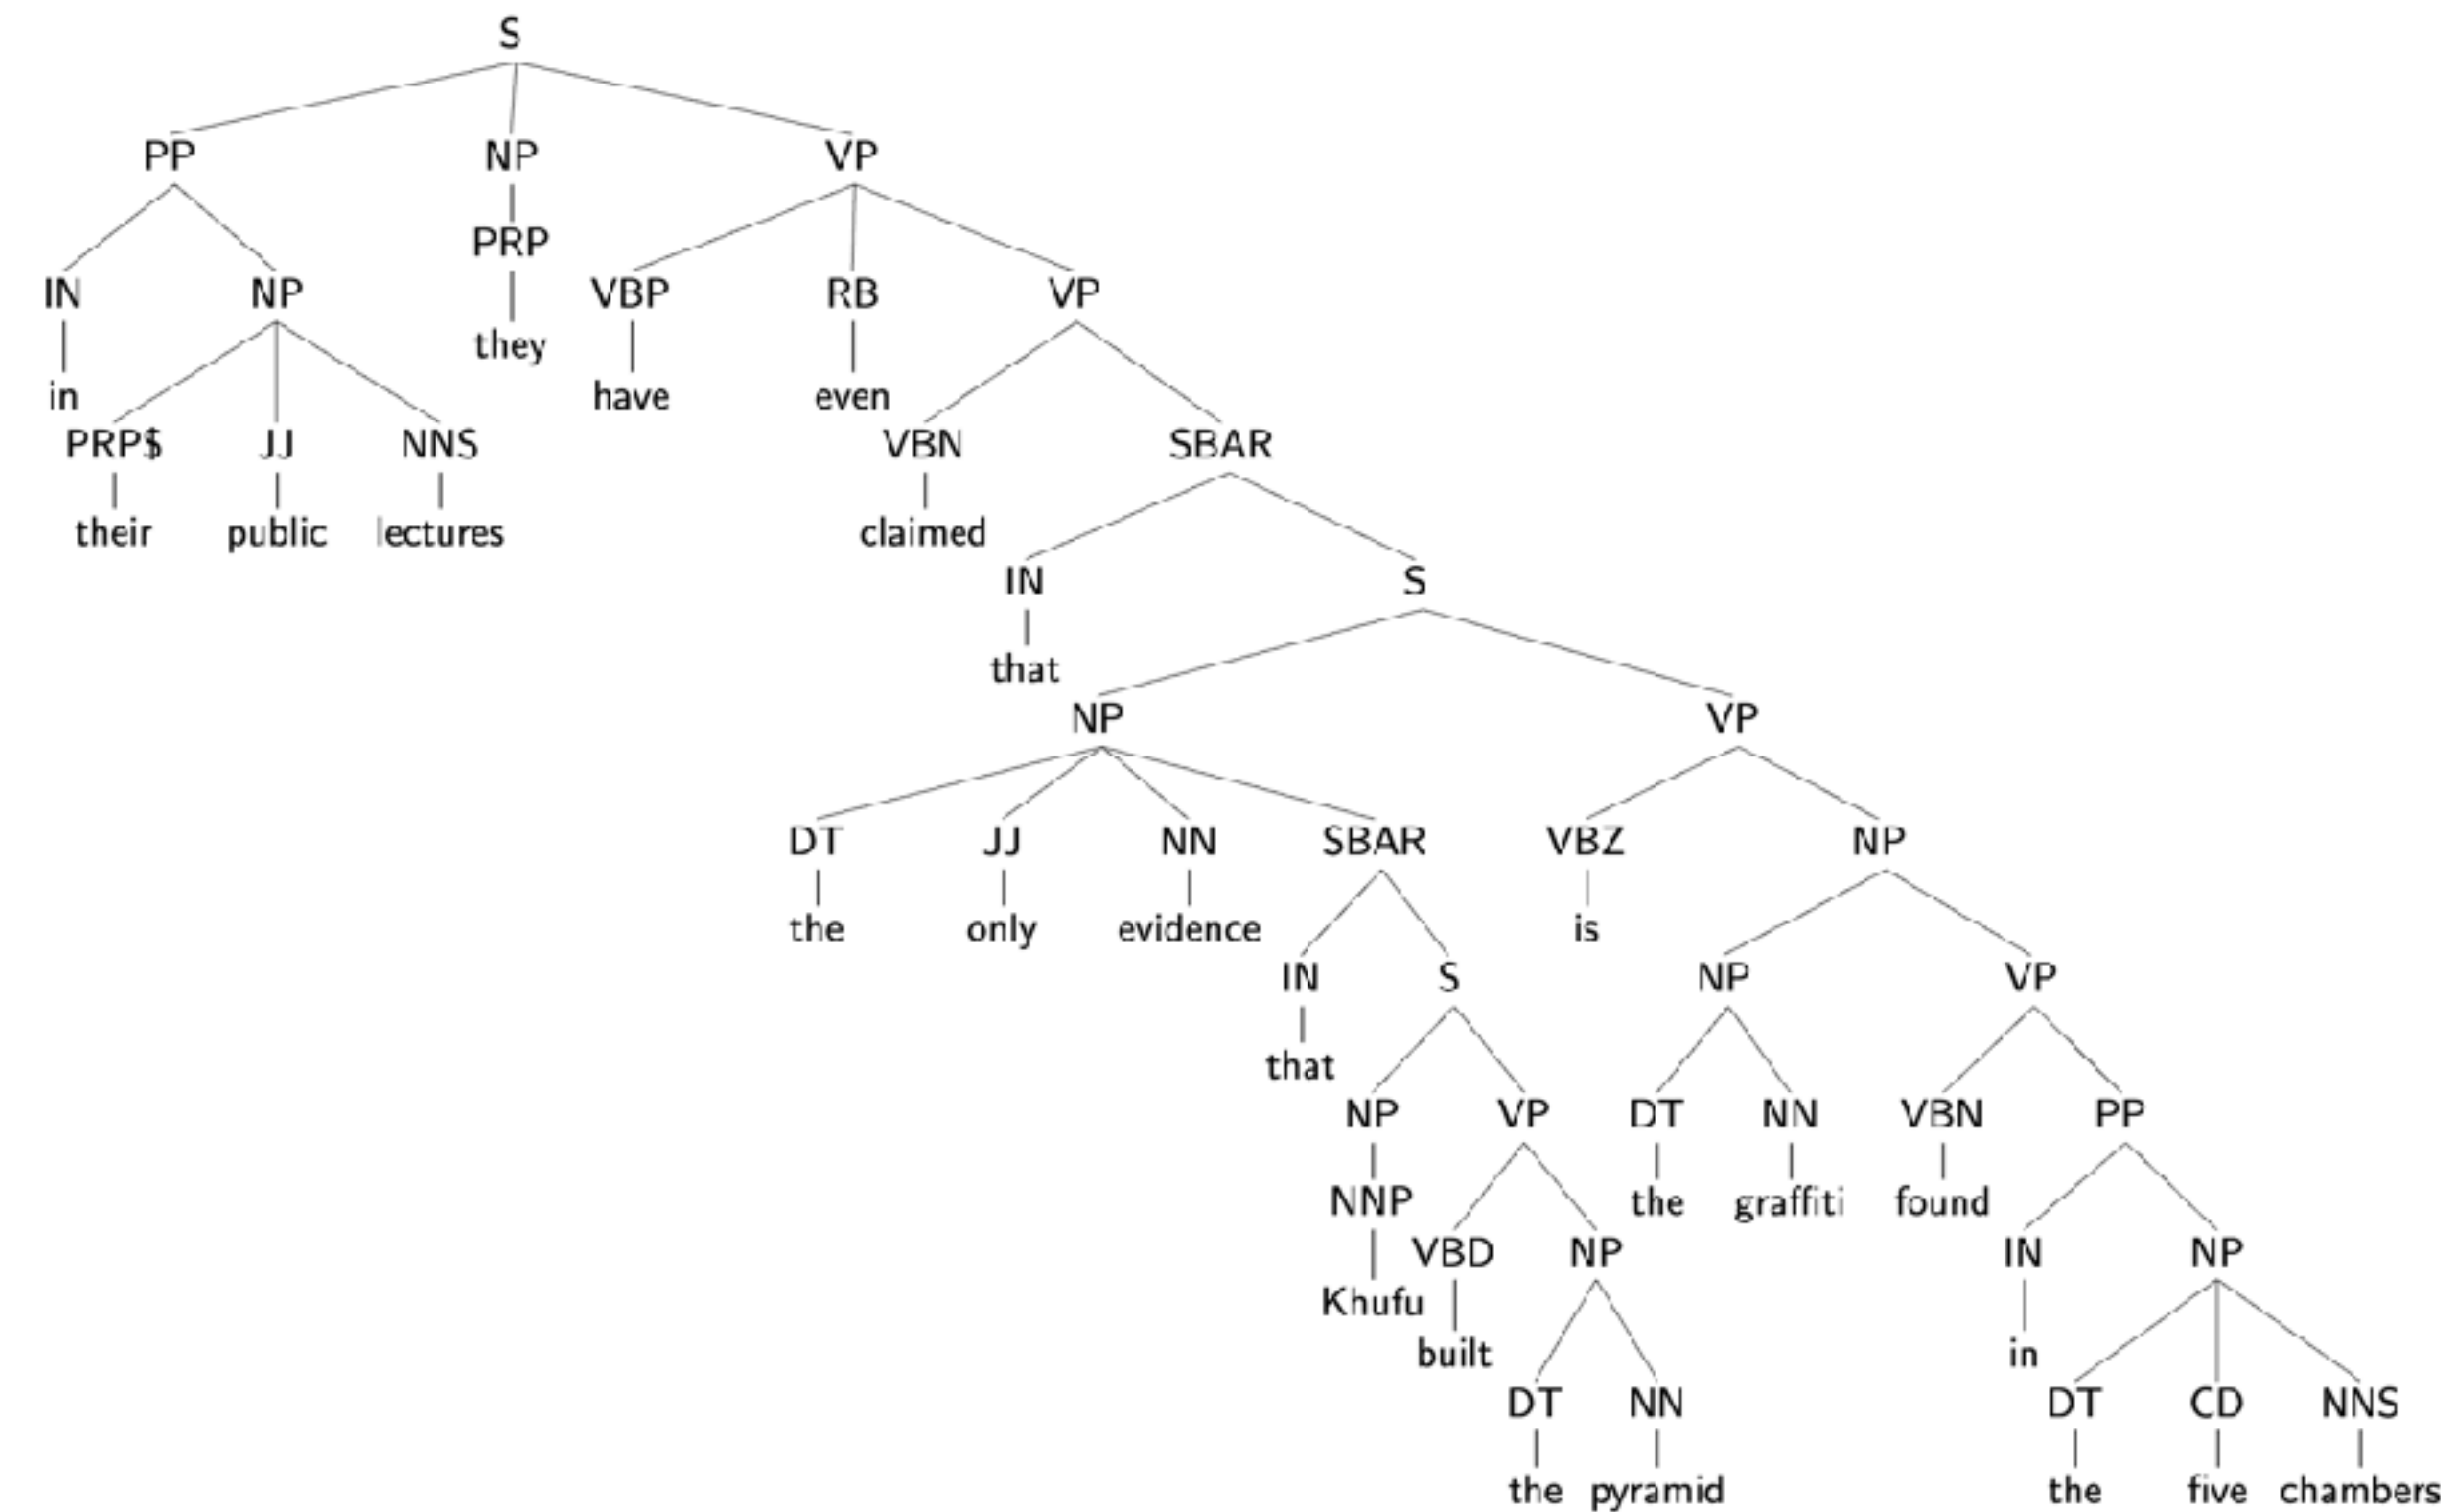 S
PP NP VP
PRP
IN NP VBP RB VP
they
in have even
PRP$ JJ NNS VBN SBAR
their public lectures claimed
IN S
that
NP VP
DT JJ NN SBAR VBZ NP
the only evidence is
IN S NP VP
that
NP VP DT NN VBN PP
NNP the graffiti found
VBD NP IN NP
Khufu
built in
DT NN DT CD NNS
the pyramid the five chambers